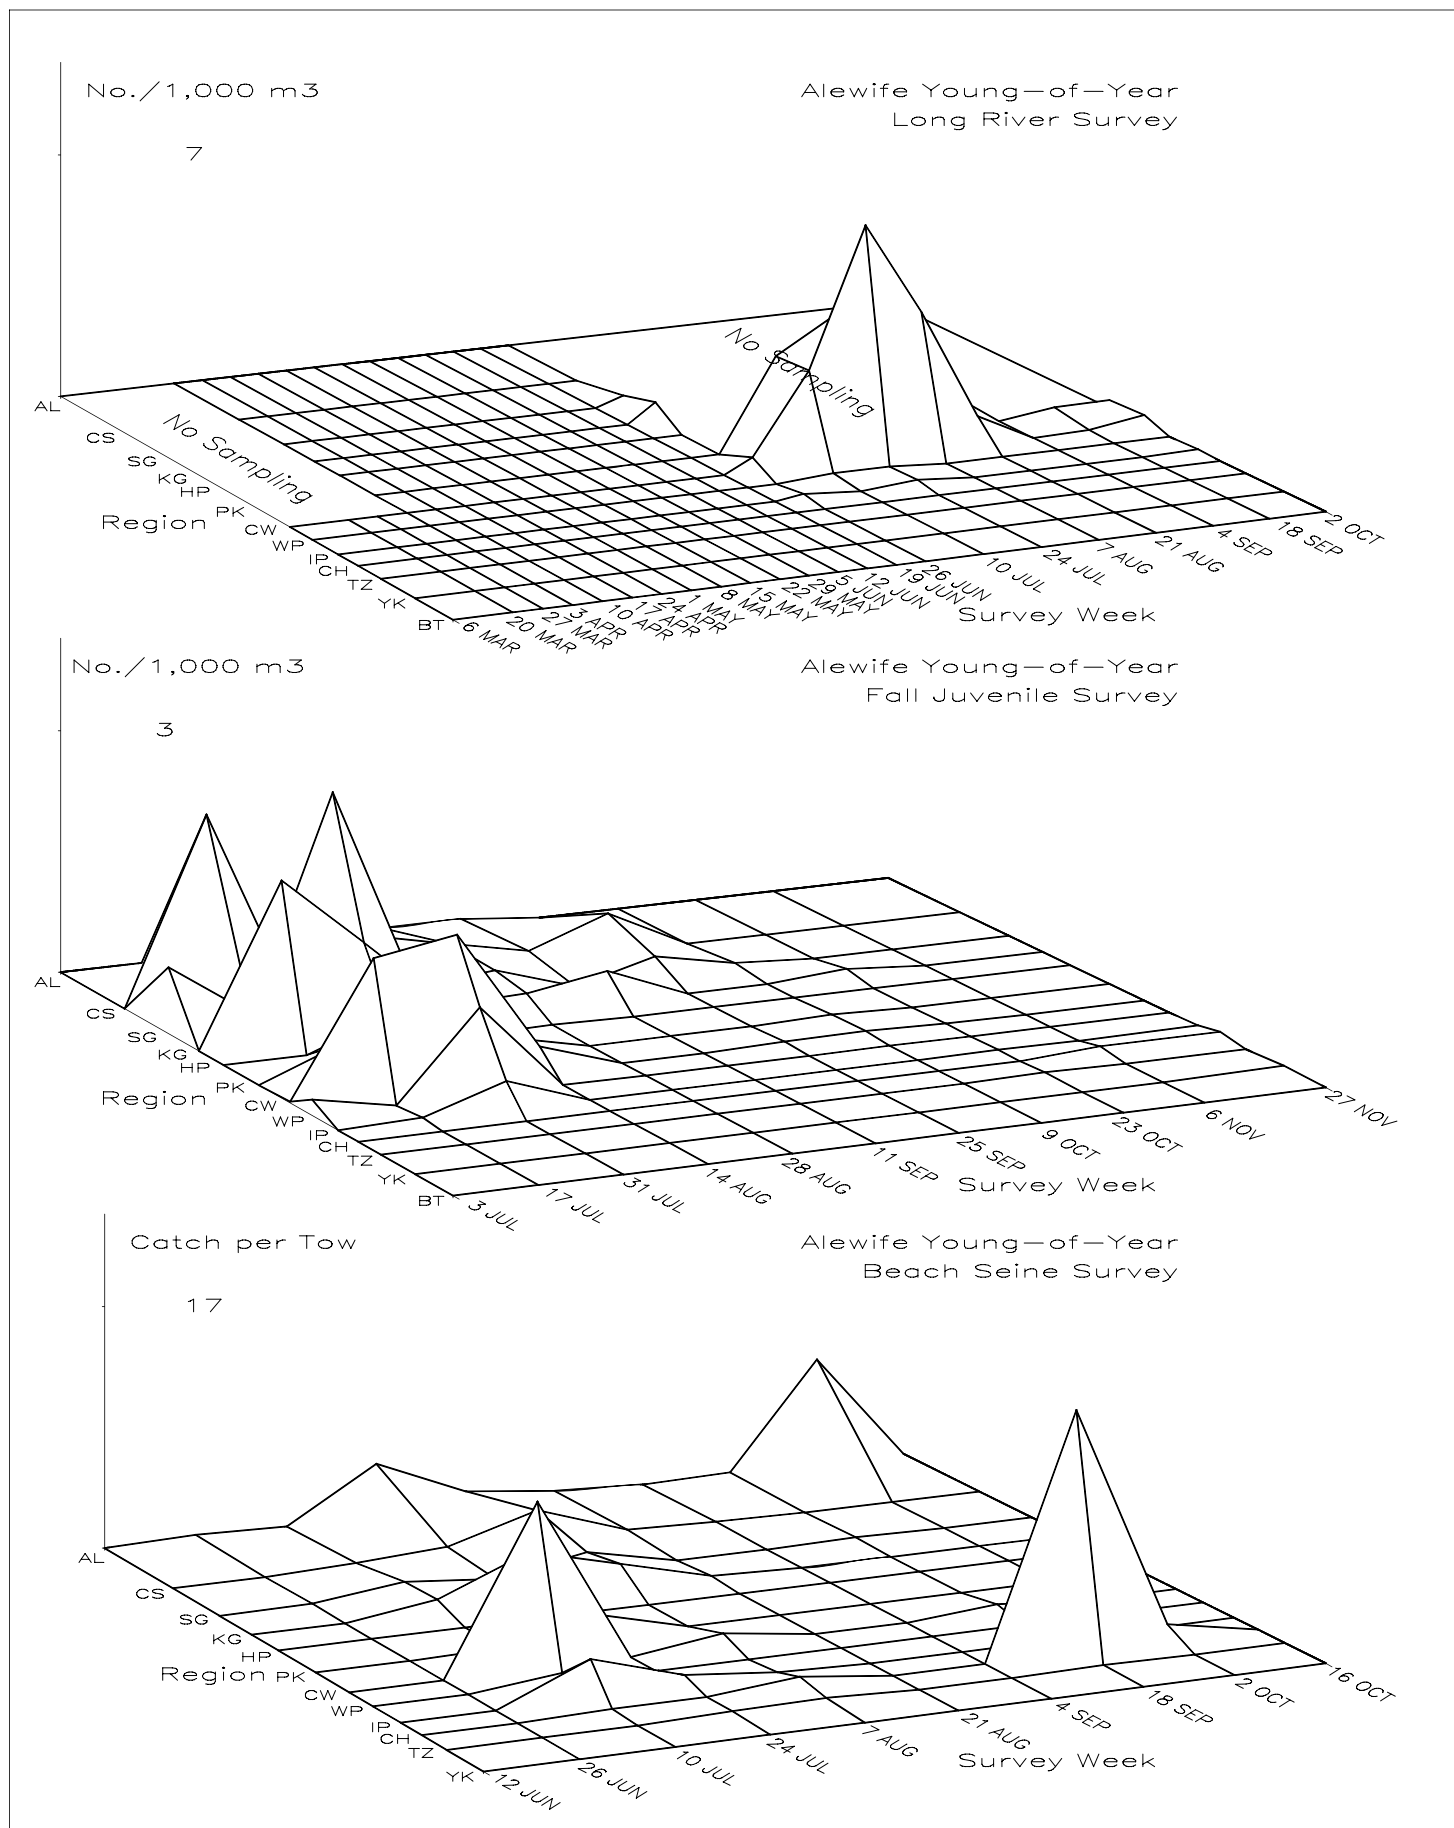 No./1,000 m3
Alewife Young-of-Year
Long River Survey
7
No Sampling
No Sampling
AL
CS
SG
KG
HP
PK
CW
WP
IP
CH
TZ
YK
BT
Region
6 MAR
20 MAR
27 MAR
3 APR
10 APR
17 APR
24 APR
1 MAY
8 MAY
15 MAY
22 MAY
29 MAY
5 JUN
12 JUN
19 JUN
26 JUN
10 JUL
24 JUL
7 AUG
21 AUG
4 SEP
18 SEP
2 OCT
Survey Week
No./1,000 m3
Alewife Young-of-Year
Fall Juvenile Survey
3
AL
CS
SG
KG
HP
PK
CW
WP
IP
CH
TZ
YK
BT
Region
3 JUL
17 JUL
31 JUL
14 AUG
28 AUG
11 SEP
25 SEP
9 OCT
23 OCT
6 NOV
27 NOV
Survey Week
Catch per Tow
Alewife Young-of-Year
Beach Seine Survey
17
AL
CS
SG
KG
HP
PK
CW
WP
IP
CH
TZ
YK
Region
12 JUN
26 JUN
10 JUL
24 JUL
7 AUG
21 AUG
4 SEP
18 SEP
2 OCT
16 OCT
Survey Week